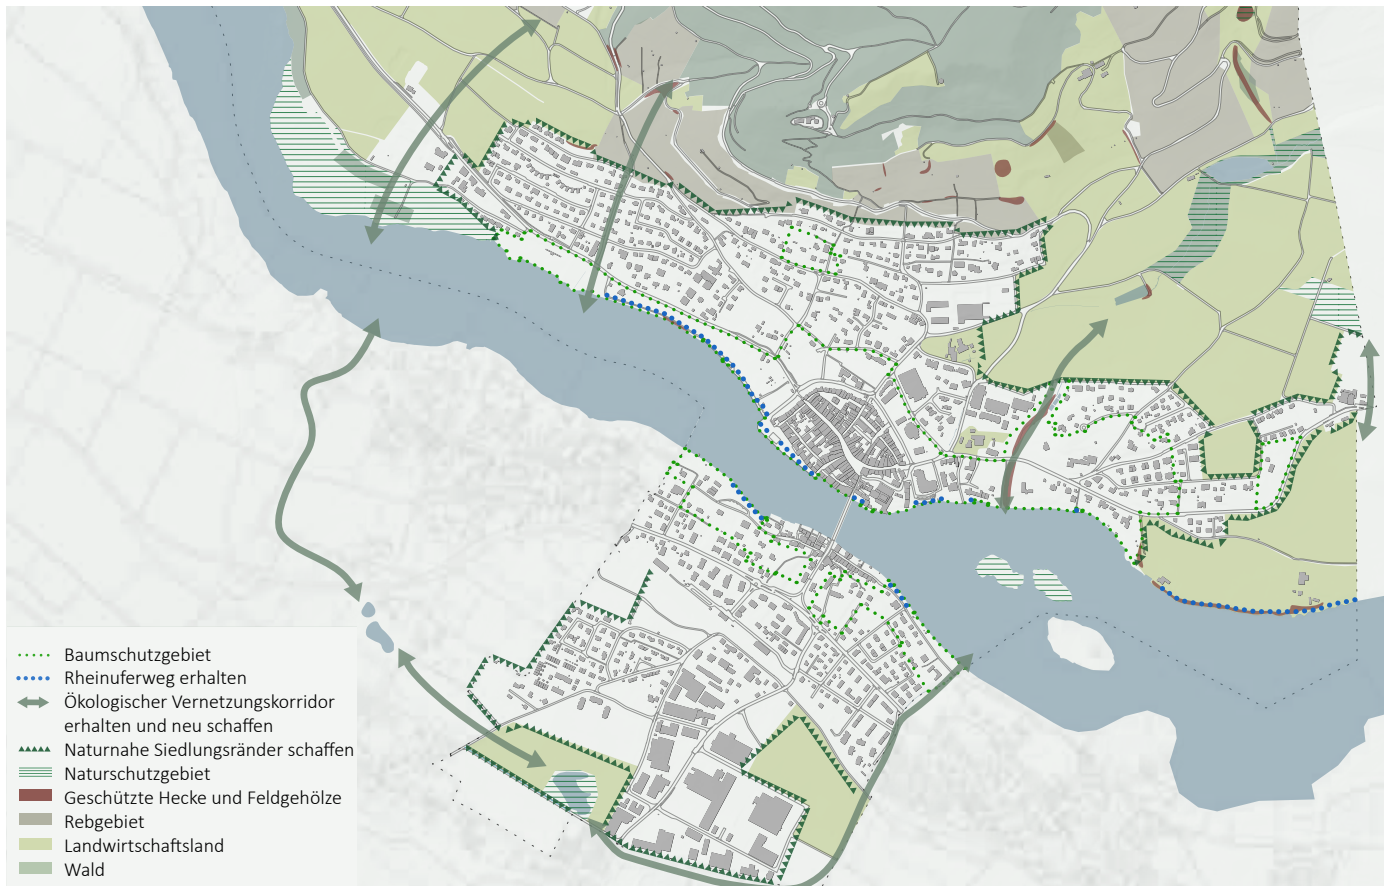 Baumschutzgebiet
Rheinuferweg erhalten
Ökologischer Vernetzungskorridor
erhalten und neu schaffen
Naturnahe Siedlungsränder schaffen
Naturschutzgebiet
Geschützte Hecke und Feldgehölze
Rebgebiet
Landwirtschaftsland
Wald